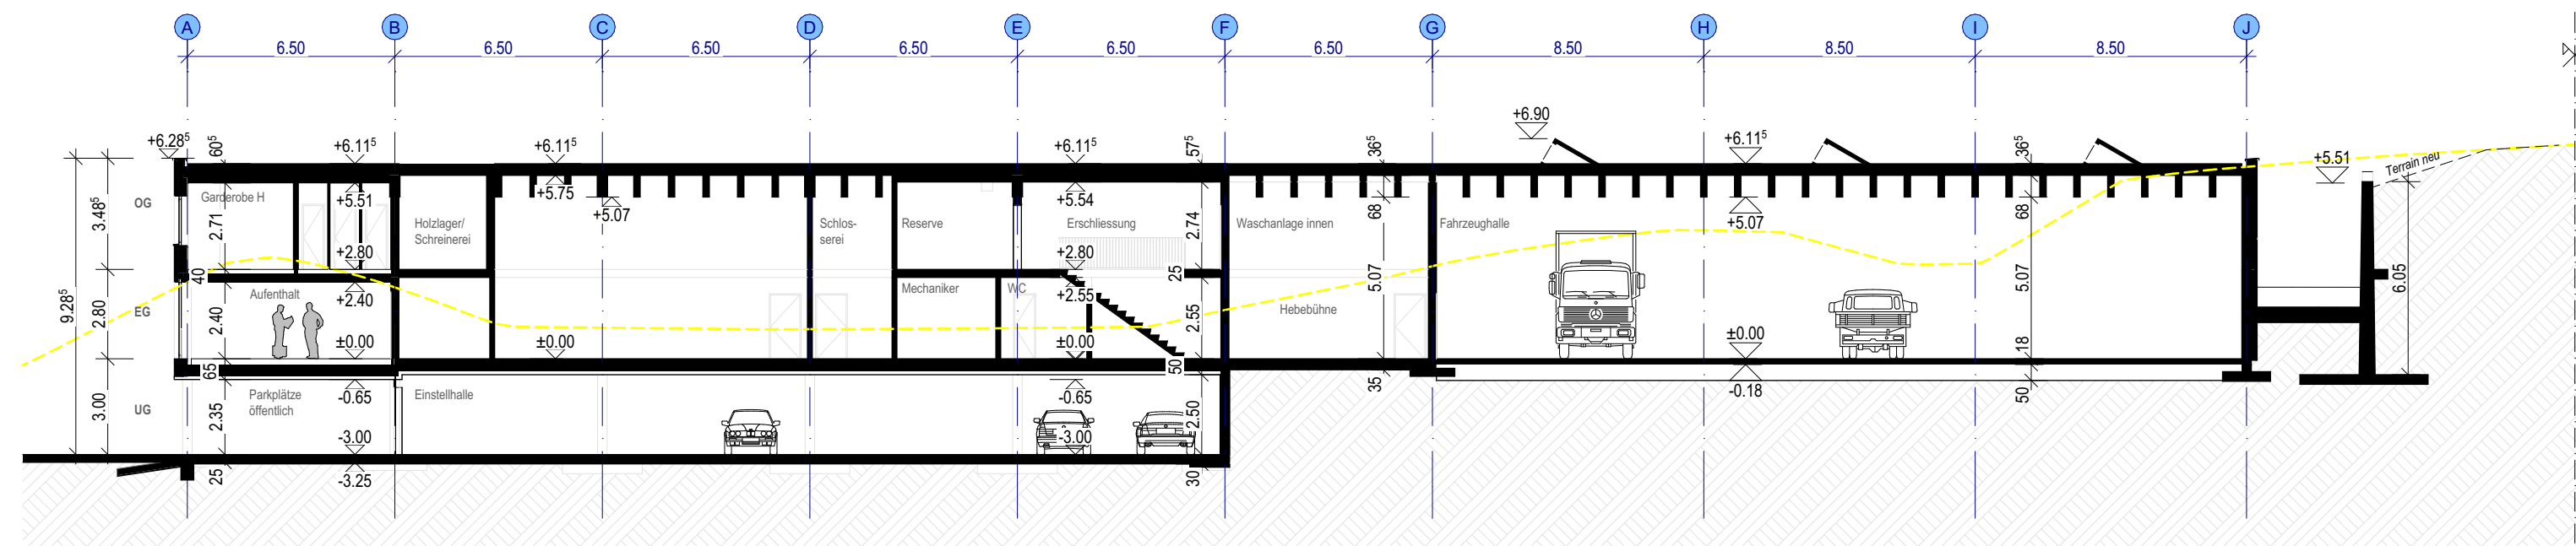 A B C D E F G H I J
6.50 6.50 6.50 6.50 6.50 6.50 8.50 8.50 8.50
+6.28⁵ 60⁵ +6.11⁵ +6.11⁵ +6.11⁵ 57⁵ 36⁵ +6.90 +6.11⁵ 36⁵ +5.51 Terrain neu
OG Garderobe H +5.51 +5.75 +5.07 +5.54 68 +5.07 68
3.48⁵ 2.71 2.74
Holzlager/
Schreinerei
Schlos-
serei
Reserve
Erschliessung
Waschanlage innen
Fahrzeughalle
+2.80 +2.80
9.28⁵ 2.80 40 25 5.07 5.07 6.05
EG Aufenthalt +2.40 Mechaniker WC +2.55 Hebebühne
2.40 2.55
±0.00 ±0.00 ±0.00 ±0.00 18
65 50 35 50
Parkplätze
öffentlich
-0.65 Einstellhalle -0.65 -0.18
3.00 UG 2.35 2.50
-3.00 -3.00
25 -3.25 30